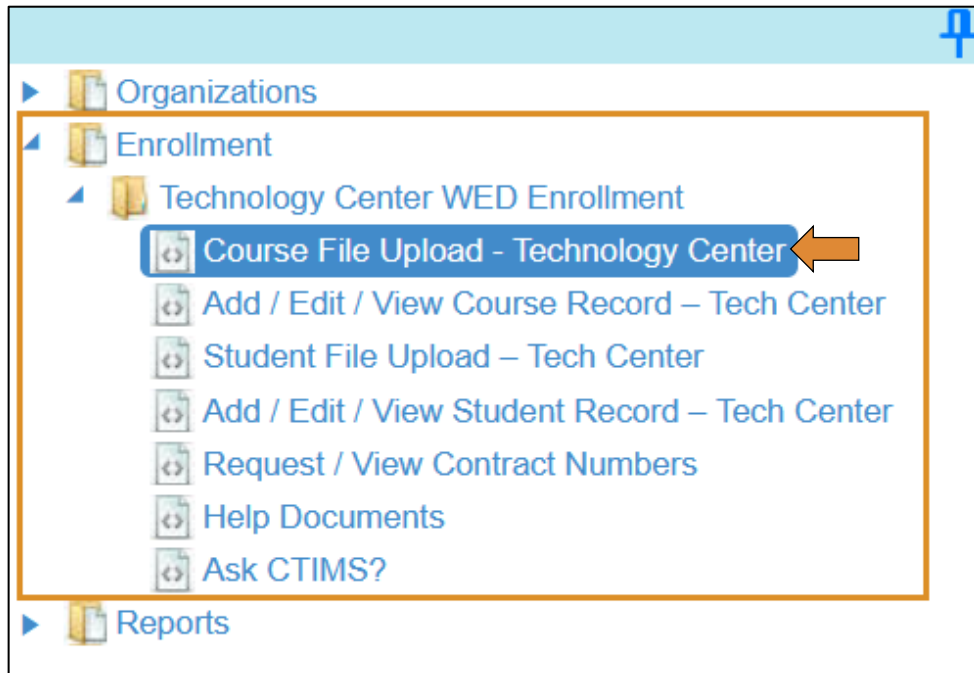 Organizations
Enrollment
Technology Center WED Enrollment
Course File Upload - Technology Center
Add / Edit / View Course Record – Tech Center
Student File Upload – Tech Center
Add / Edit / View Student Record – Tech Center
Request / View Contract Numbers
Help Documents
Ask CTIMS?
Reports